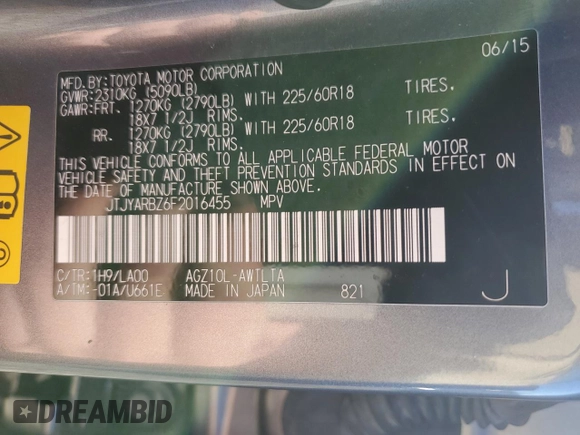 06/15
MFD.BY:TOYOTA MOTOR CORPORATION
GVWR:2310KG (5090LB)
GAWR:FRT. 1270KG (2790LB) WITH 225/60R18 TIRES.
18X7 1/2J RIMS.
RR. 1270KG (2790LB) WITH 225/60R18 TIRES.
18X7 1/2J RIMS.
THIS VEHICLE CONFORMS TO ALL APPLICABLE FEDERAL MOTOR
VEHICLE SAFETY AND THEFT PREVENTION STANDARDS IN EFFECT ON
THE DATE OF MANUFACTURE SHOWN ABOVE.
JTJYARBZ6F2016455 MPV
C/TR:1H9/LA00 AGZ10L-AWTLTA
A/TM:-01A/U661E MADE IN JAPAN 821 J
DREAMBID